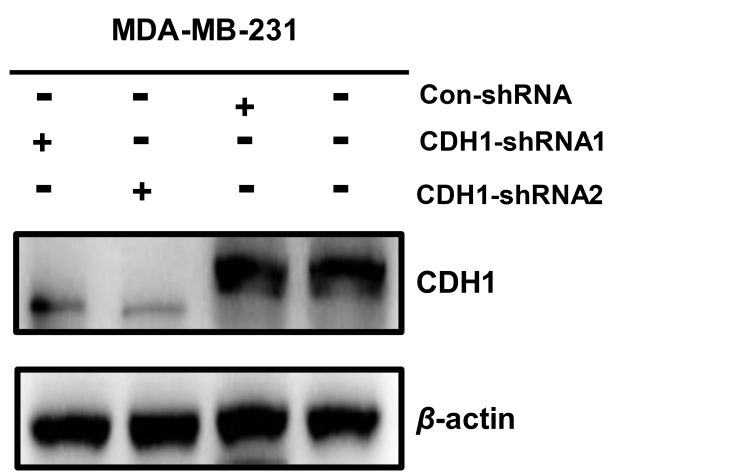 MDA-MB-231
- - + - Con-shRNA
+ - - - CDH1-shRNA1
- + - - CDH1-shRNA2
CDH1
β-actin